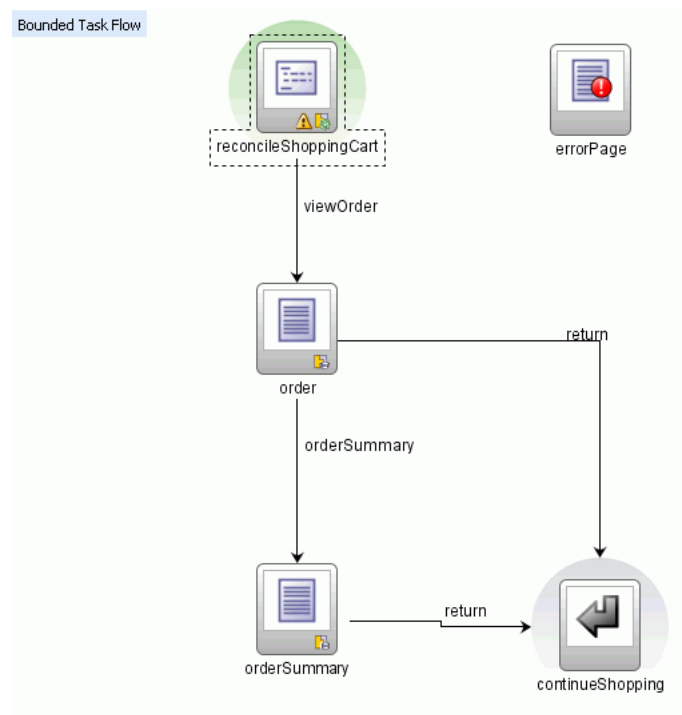 Bounded Task Flow
reconcileShoppingCart
errorPage
viewOrder
return
order
orderSummary
return
orderSummary
continueShopping